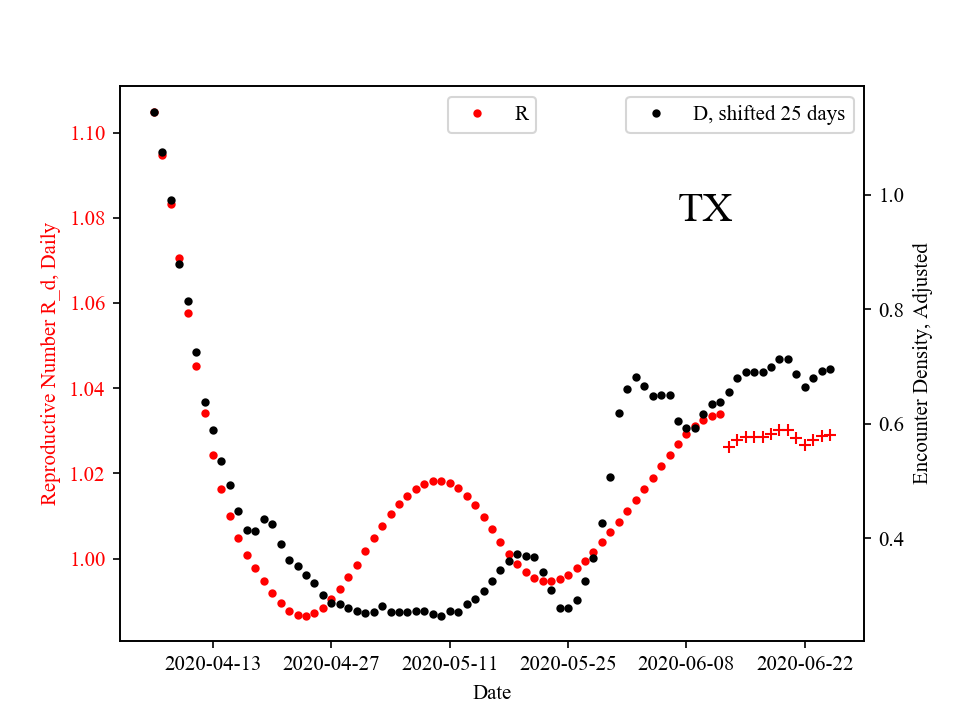 R
D, shifted 25 days
TX
Reproductive Number R_d, Daily
1.10
1.08
1.06
1.04
1.02
1.00
1.0
0.8
0.6
0.4
Encounter Density, Adjusted
2020-04-13
2020-04-27
2020-05-11
2020-05-25
2020-06-08
2020-06-22
Date